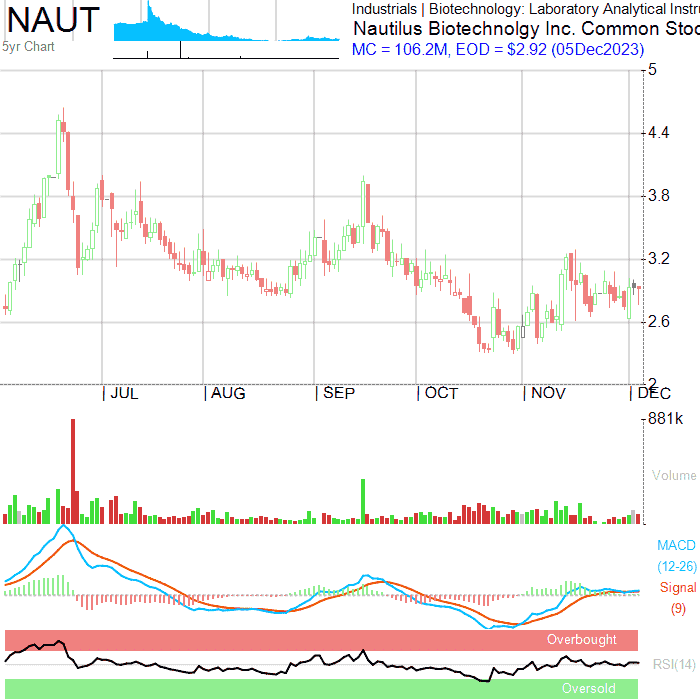 NAUT
5yr Chart
Industrials | Biotechnology: Laboratory Analytical Instru
Nautilus Biotechnolgy Inc. Common Stoc
MC = 106.2M, EOD = $2.92 (05Dec2023)
5
4.4
3.8
3.2
2.6
2
JUL AUG SEP OCT NOV DEC
881k
Volume
MACD
(12-26)
Signal
(9)
Overbought
RSI(14)
Oversold